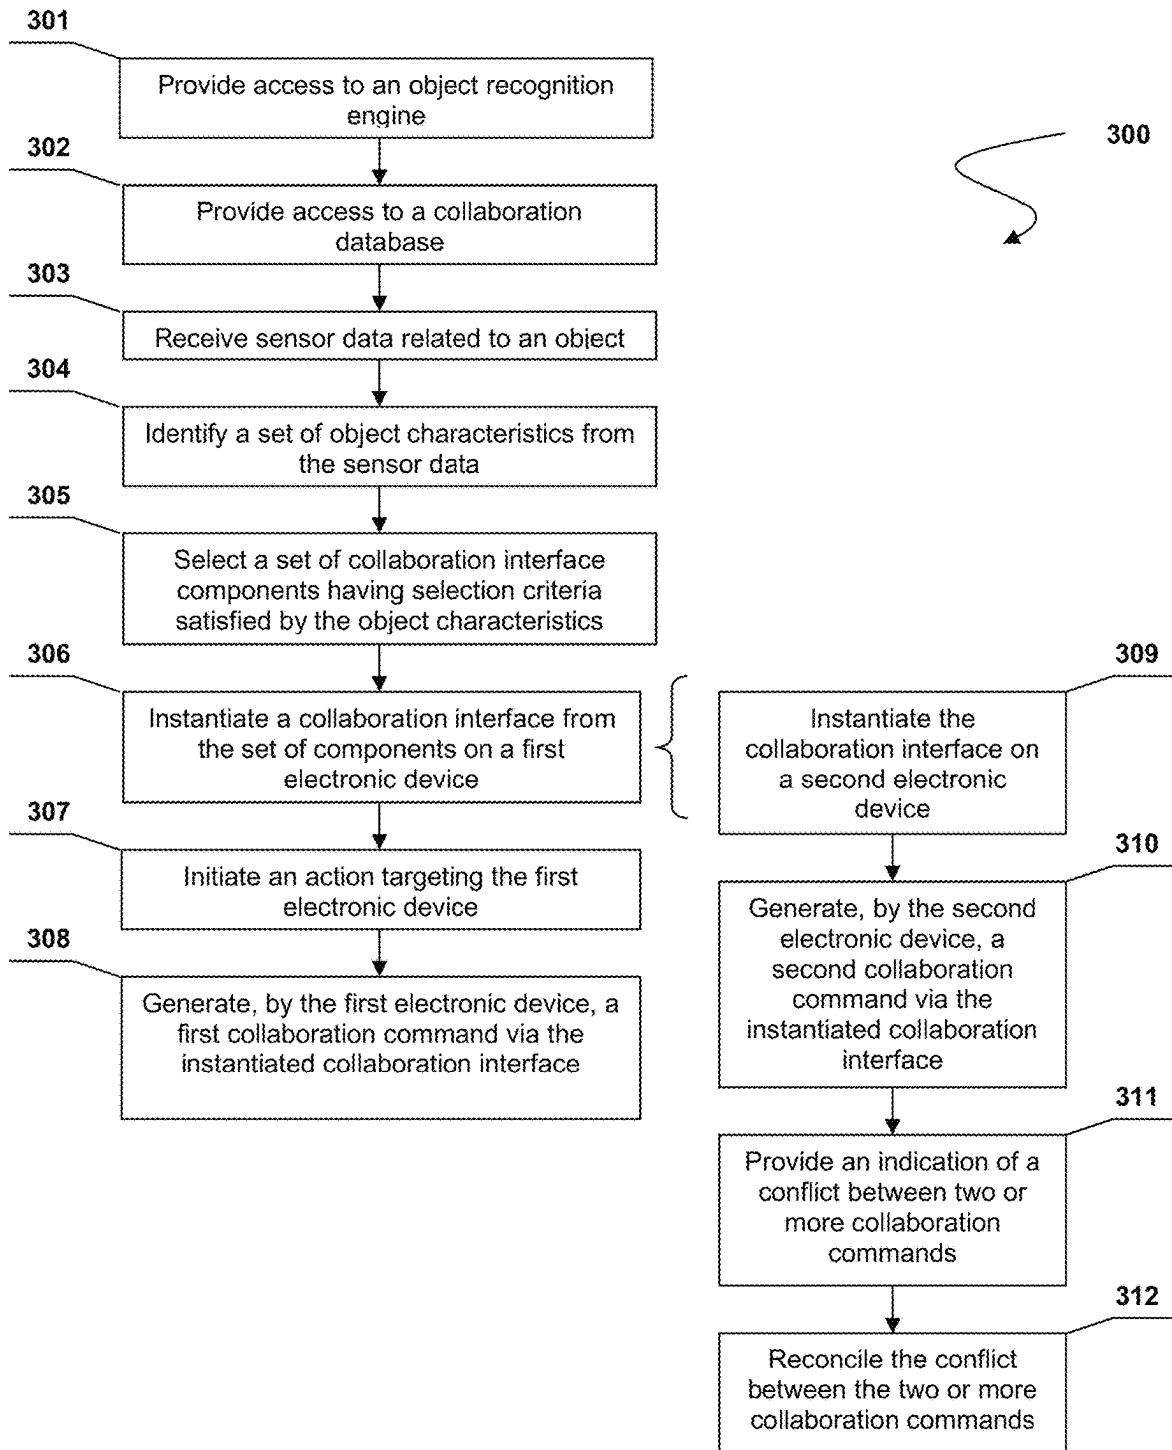 301
Provide access to an object recognition
engine
300
302
Provide access to a collaboration
database
303
Receive sensor data related to an object
304
Identify a set of object characteristics from
the sensor data
305
Select a set of collaboration interface
components having selection criteria
satisfied by the object characteristics
306
Instantiate a collaboration interface from
the set of components on a first
electronic device
307
Initiate an action targeting the first
electronic device
308
Generate, by the first electronic device, a
first collaboration command via the
instantiated collaboration interface
309
Instantiate the
collaboration interface on
a second electronic
device
310
Generate, by the second
electronic device, a
second collaboration
command via the
instantiated collaboration
interface
311
Provide an indication of a
conflict between two or
more collaboration
commands
312
Reconcile the conflict
between the two or more
collaboration commands